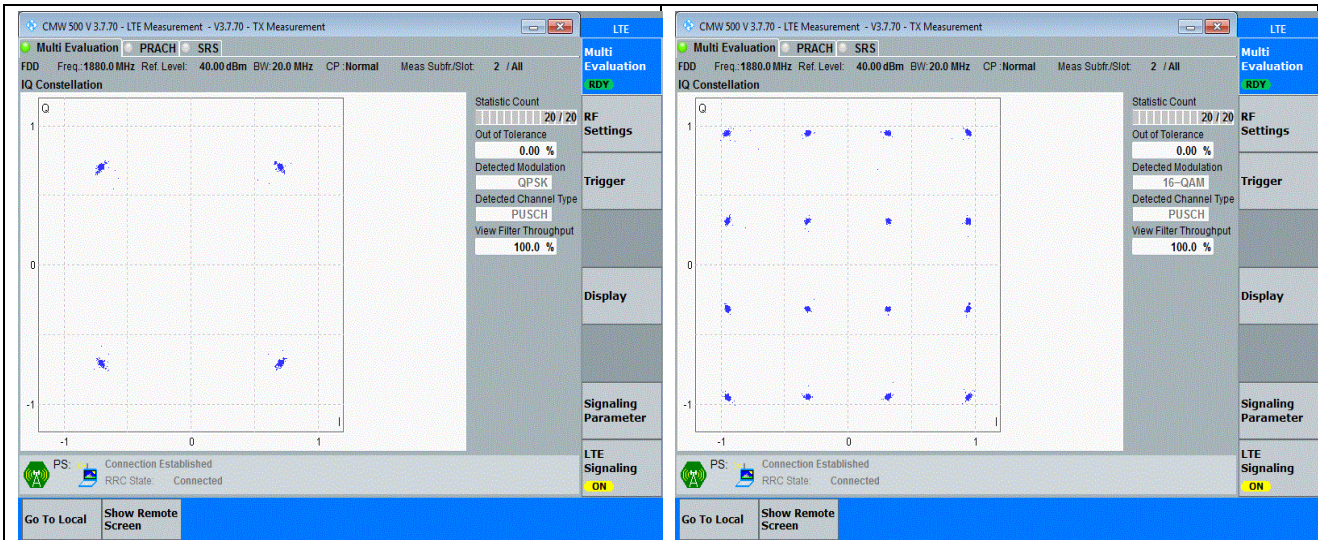 CMW 500 V 3.7.70 - LTE Measurement - V3.7.70 - TX Measurement
LTE
Multi Evaluation PRACH SRS
FDD Freq.:1880.0 MHz Ref. Level: 40.00 dBm BW:20.0 MHz CP :Normal Meas Subfr./Slot: 2 / All
IQ Constellation
Q
1
0
-1
-1 0 1
I
Statistic Count
20 / 20
Out of Tolerance
0.00 %
Detected Modulation
QPSK
Detected Channel Type
PUSCH
View Filter Throughput
100.0 %
Multi
Evaluation
RDY
RF
Settings
Trigger
Display
Signaling
Parameter
LTE
Signaling
ON
PS: Connection Established
RRC State: Connected
Go To Local
Show Remote
Screen
CMW 500 V 3.7.70 - LTE Measurement - V3.7.70 - TX Measurement
LTE
Multi Evaluation PRACH SRS
FDD Freq.:1880.0 MHz Ref. Level: 40.00 dBm BW:20.0 MHz CP :Normal Meas Subfr./Slot: 2 / All
IQ Constellation
Q
1
0
-1
-1 0 1
I
Statistic Count
20 / 20
Out of Tolerance
0.00 %
Detected Modulation
16-QAM
Detected Channel Type
PUSCH
View Filter Throughput
100.0 %
Multi
Evaluation
RDY
RF
Settings
Trigger
Display
Signaling
Parameter
LTE
Signaling
ON
PS: Connection Established
RRC State: Connected
Go To Local
Show Remote
Screen